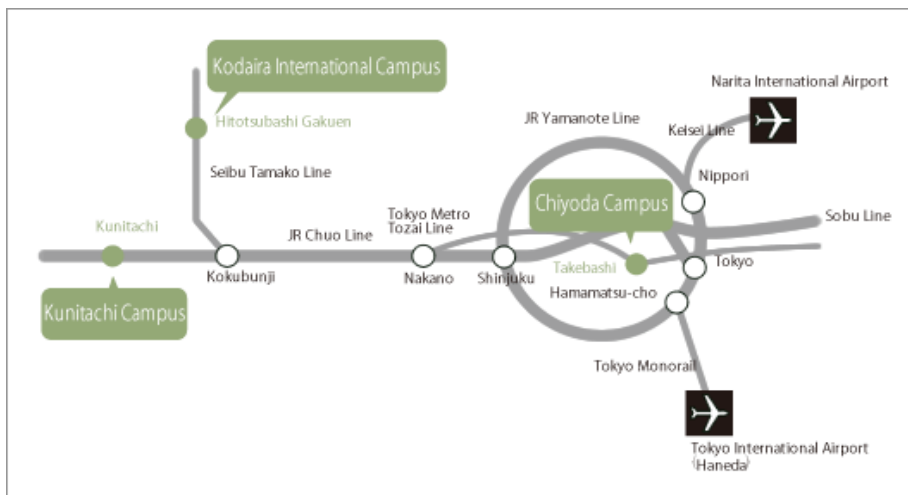 Kodaira International Campus
Narita International Airport
Hitotsubashi Gakuen
JR Yamanote Line
Keisei Line
Seibu Tamako Line
Nippori
Chiyoda Campus
Sobu Line
Kunitachi
Tokyo Metro
Tozai Line
JR Chuo Line
Takebashi
Tokyo
Kokubunji
Nakano
Shinjuku
Hamamatsu-cho
Kunitachi Campus
Tokyo Monorail
Tokyo International Airport
(Haneda)